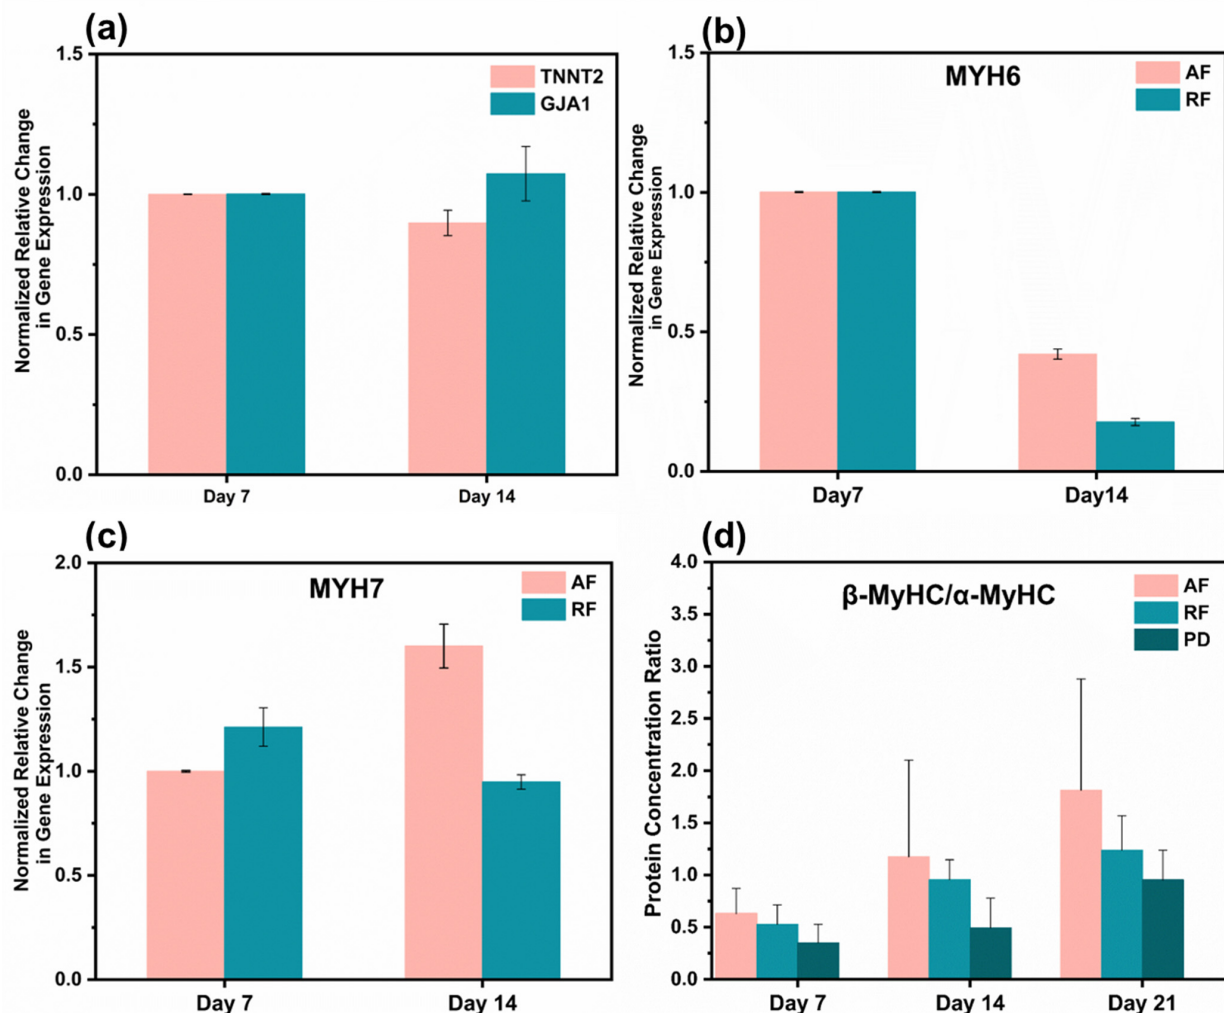 (a)
1.5
1.0
0.5
0.0
Normalized Relative Change
in Gene Expression
TNNT2
GJA1
Day 7
Day 14
(b)
1.5
1.0
0.5
0.0
Normalized Relative Change
in Gene Expression
MYH6
AF
RF
Day7
Day14
(c)
2.0
1.5
1.0
0.5
0.0
Normalized Relative Change
in Gene Expression
MYH7
AF
RF
Day 7
Day 14
(d)
4.0
3.5
3.0
2.5
2.0
1.5
1.0
0.5
0.0
Protein Concentration Ratio
β-MyHC/α-MyHC
AF
RF
PD
Day 7
Day 14
Day 21